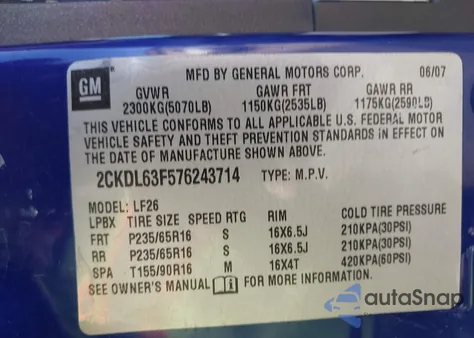 MFD BY GENERAL MOTORS CORP. 06/07
GM
GVWR GAWR FRT GAWR RR
2300KG(5070LB) 1150KG(2535LB) 1175KG(2590LB)
THIS VEHICLE CONFORMS TO ALL APPLICABLE U.S. FEDERAL MOTOR
VEHICLE SAFETY AND THEFT PREVENTION STANDARDS IN EFFECT ON
THE DATE OF MANUFACTURE SHOWN ABOVE.
2CKDL63F576243714 TYPE: M.P.V.
MODEL: LF26
LPBX TIRE SIZE SPEED RTG RIM COLD TIRE PRESSURE
FRT P235/65R16 S 16X6.5J 210KPA(30PSI)
RR P235/65R16 S 16X6.5J 210KPA(30PSI)
SPA T155/90R16 M 16X4T 420KPA(60PSI)
SEE OWNER'S MANUAL FOR MORE INFORMATION.
autoSnap